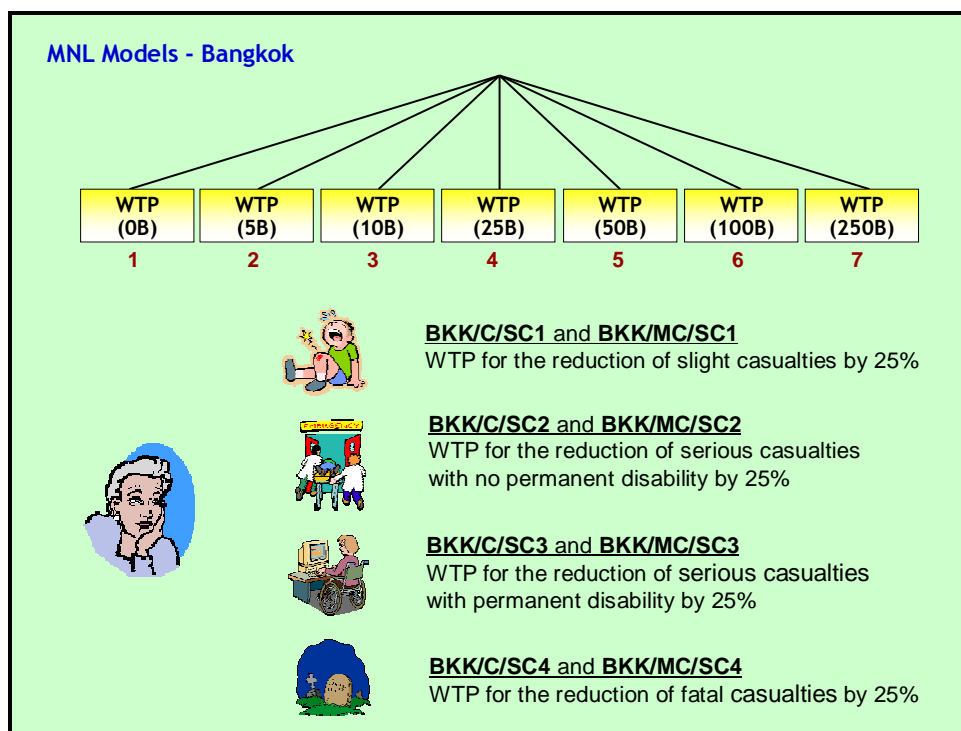 MNL Models - Bangkok
WTP WTP WTP WTP WTP WTP WTP
(0B) (5B) (10B) (25B) (50B) (100B) (250B)
1 2 3 4 5 6 7
BKK/C/SC1 and BKK/MC/SC1
WTP for the reduction of slight casualties by 25%
EMERGENCY
BKK/C/SC2 and BKK/MC/SC2
WTP for the reduction of serious casualties
with no permanent disability by 25%
BKK/C/SC3 and BKK/MC/SC3
WTP for the reduction of serious casualties
with permanent disability by 25%
BKK/C/SC4 and BKK/MC/SC4
WTP for the reduction of fatal casualties by 25%